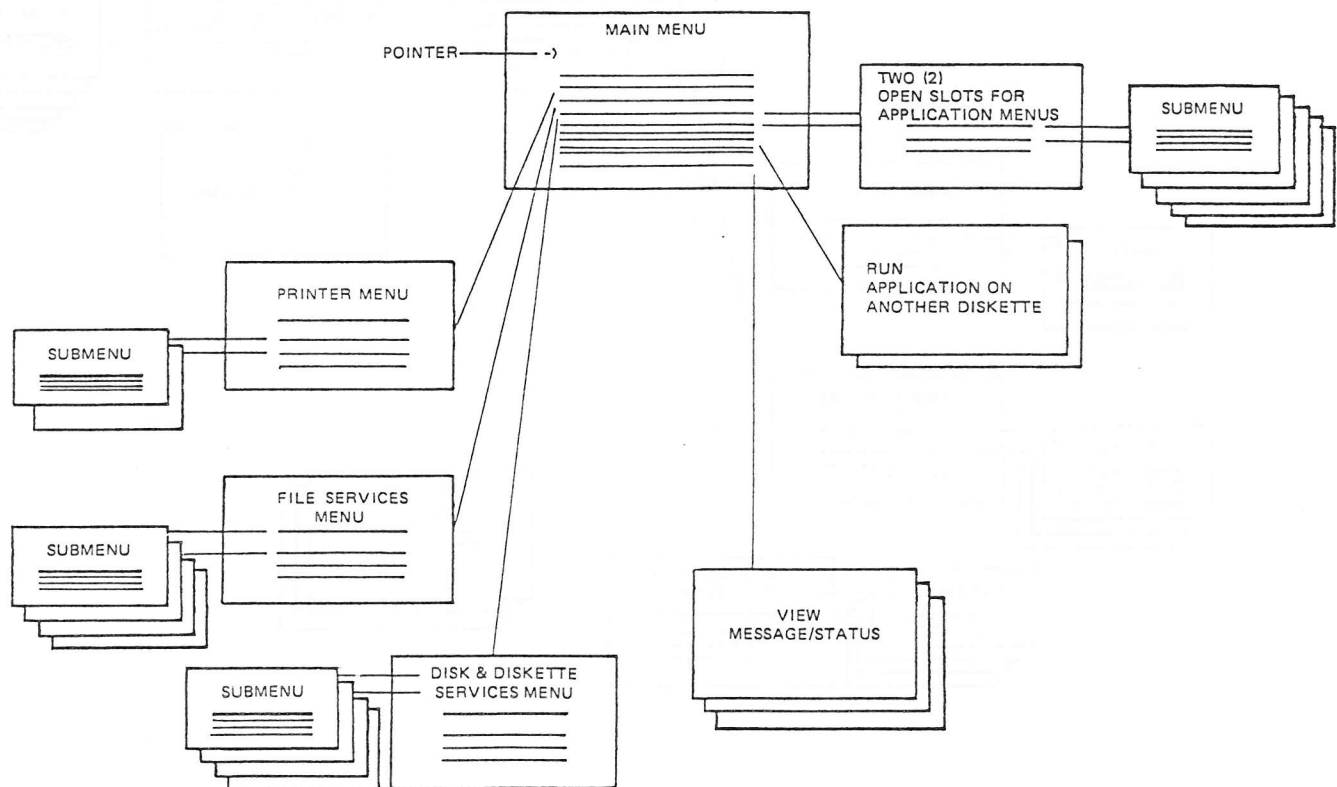 MAIN MENU
POINTER
-›
TWO (2)
OPEN SLOTS FOR
APPLICATION MENUS
SUBMENU
RUN
APPLICATION ON
ANOTHER DISKETTE
PRINTER MENU
SUBMENU
FILE SERVICES
MENU
SUBMENU
VIEW
MESSAGE/STATUS
DISK & DISKETTE
SERVICES MENU
SUBMENU